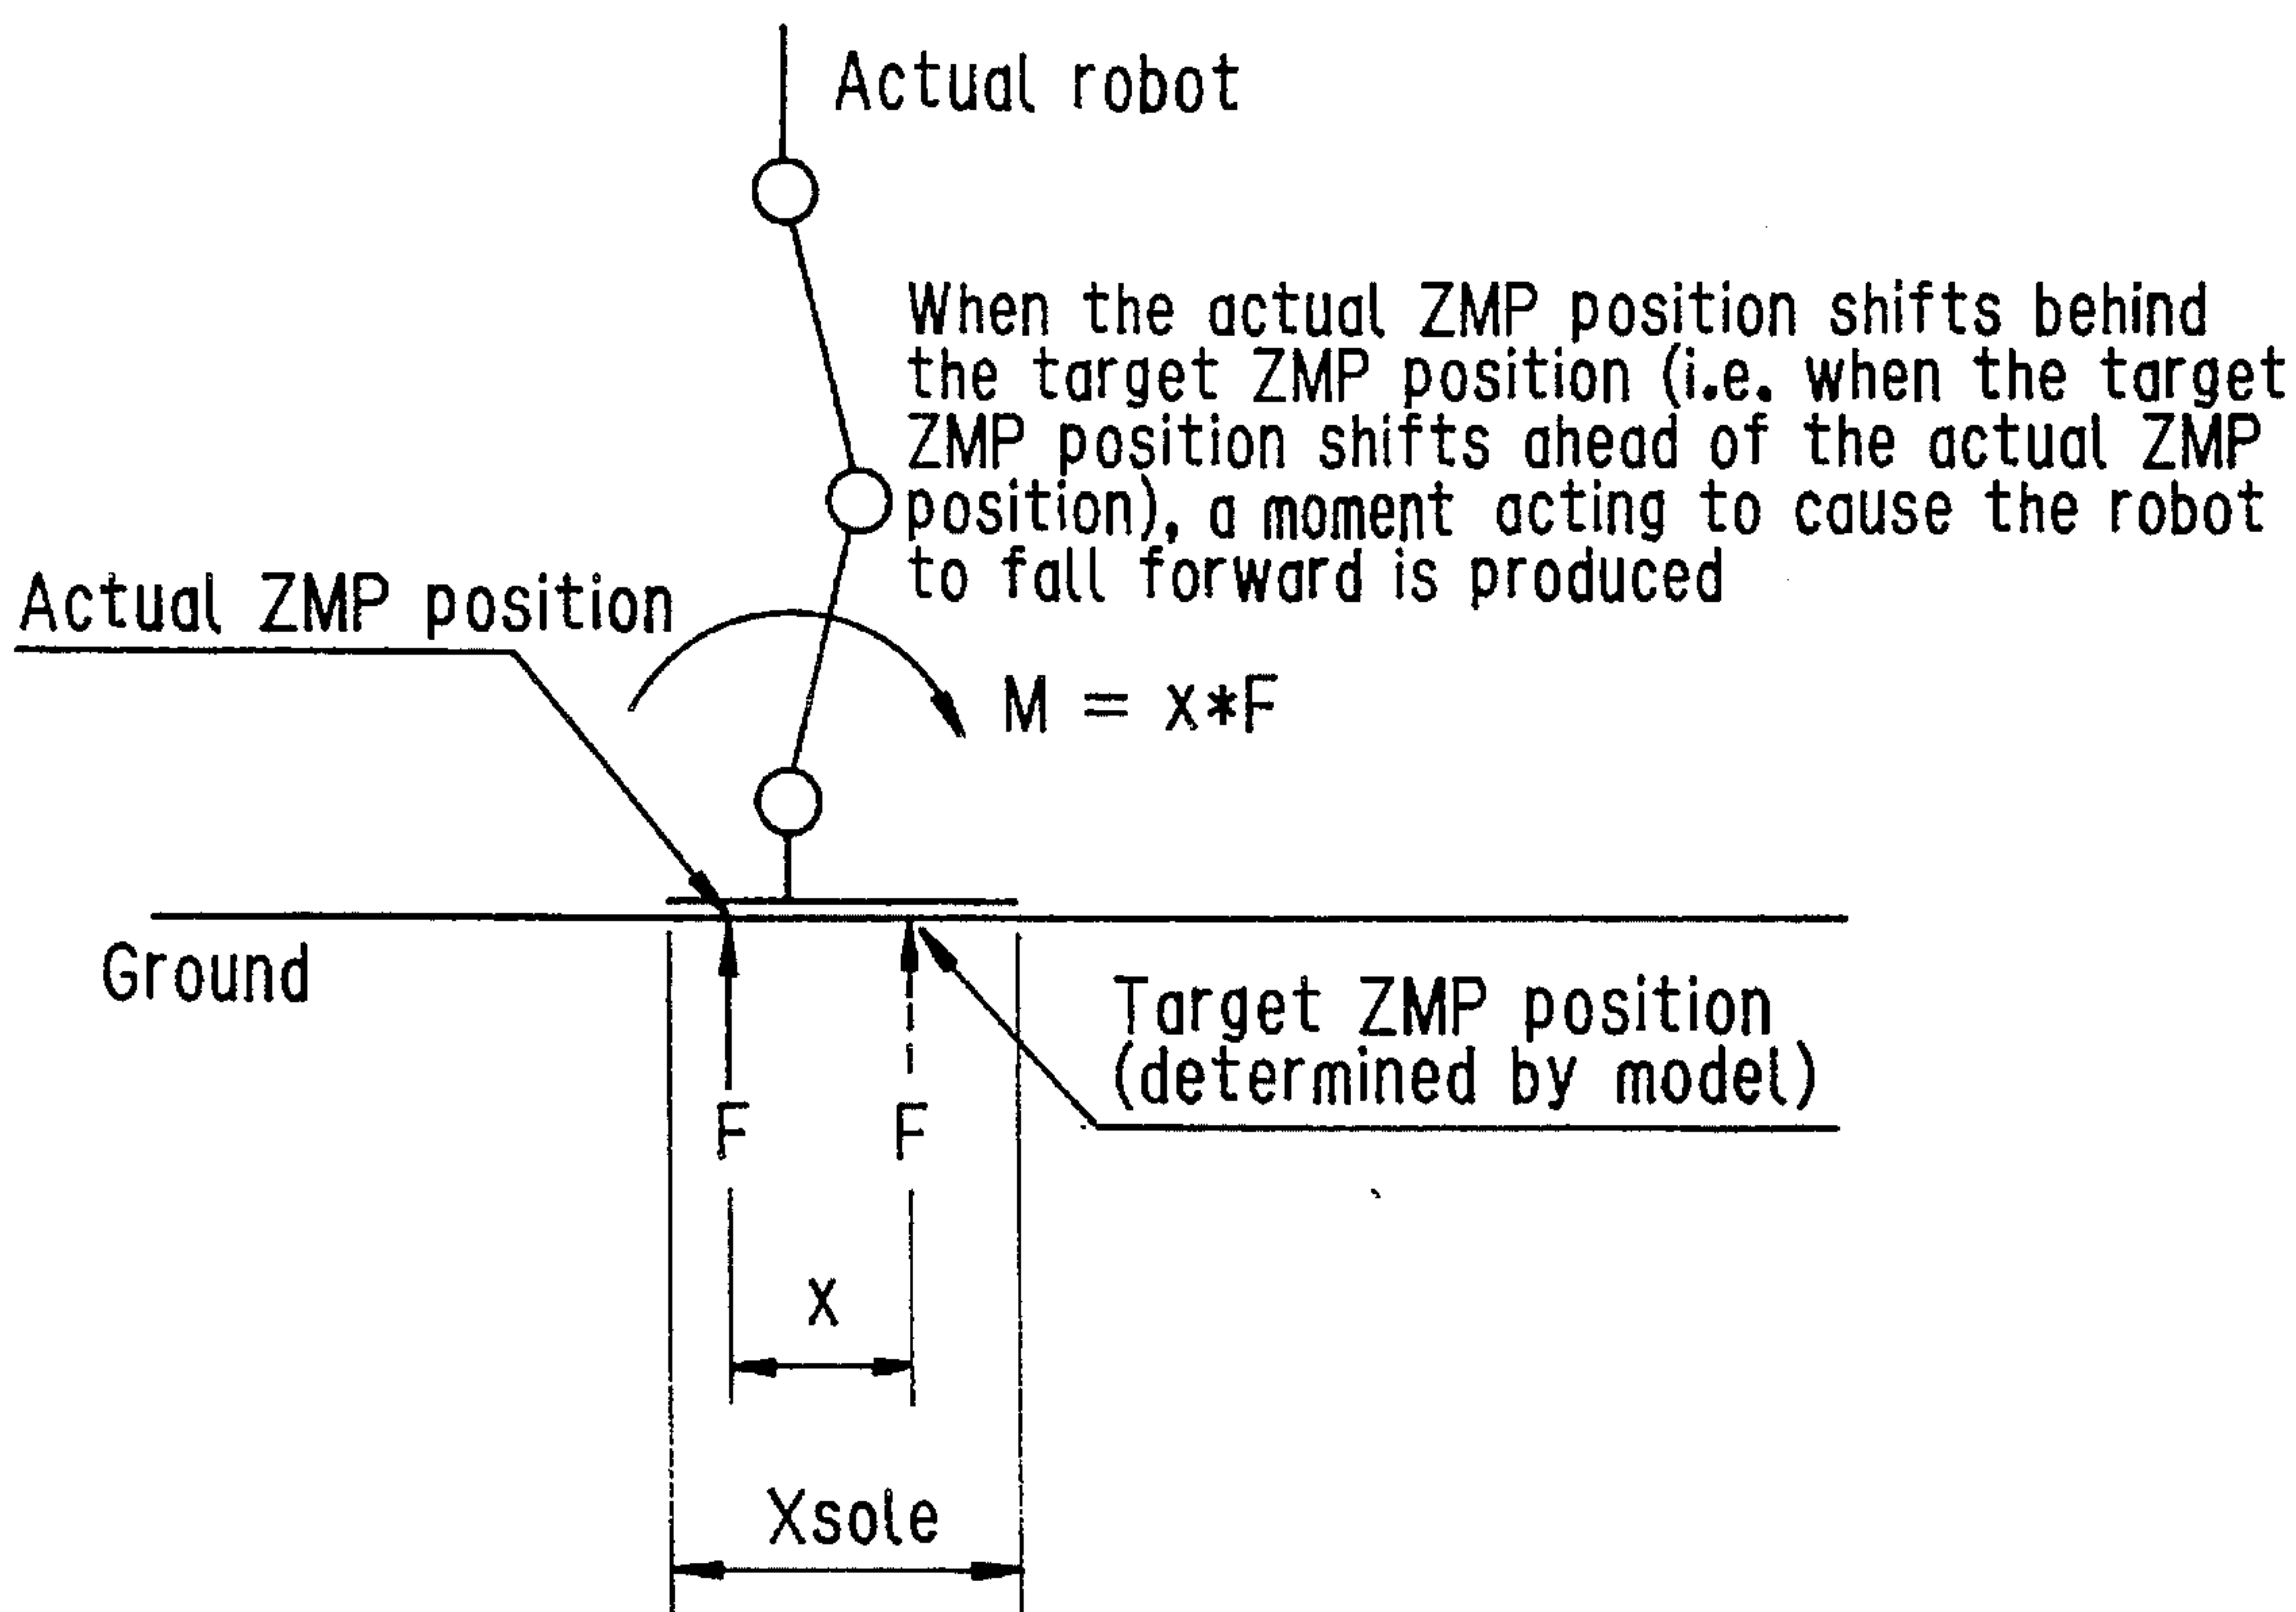 Actual robot
When the actual ZMP position shifts behind
the target ZMP position (i.e. when the target
ZMP position shifts ahead of the actual ZMP
position), a moment acting to cause the robot
to fall forward is produced
Actual ZMP position
M = x*F
Ground
Target ZMP position
(determined by model)
F F
x
Xsole